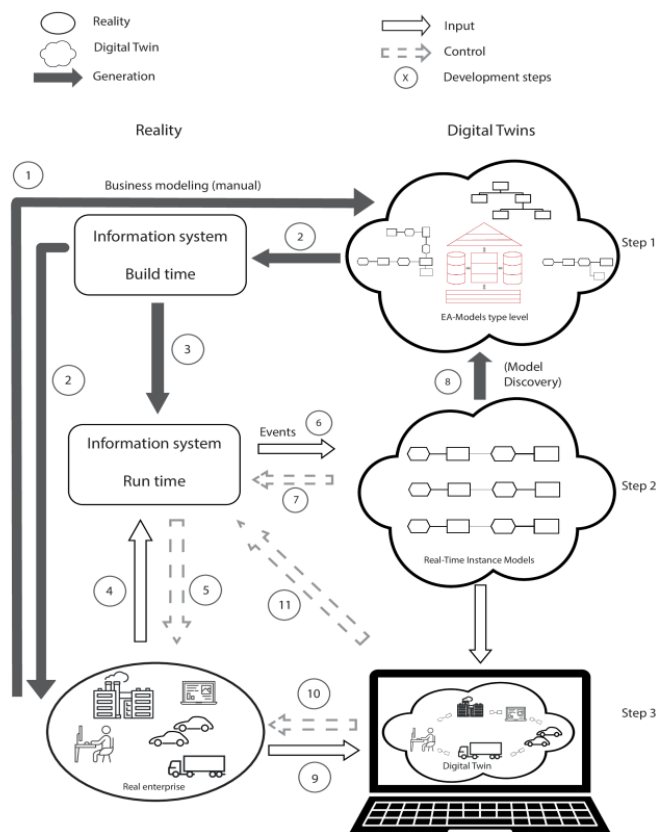 Reality
Digital Twin
Generation
Input
Control
X
Development steps
Reality
Digital Twins
1
Business modeling (manual)
Information system
Build time
2
Step 1
EA-Models type level
3
2
8
(Model
Discovery)
Events
6
Information system
Run time
7
Step 2
Real-Time Instance Models
4
5
11
10
Step 3
Digital Twin
Real enterprise
9